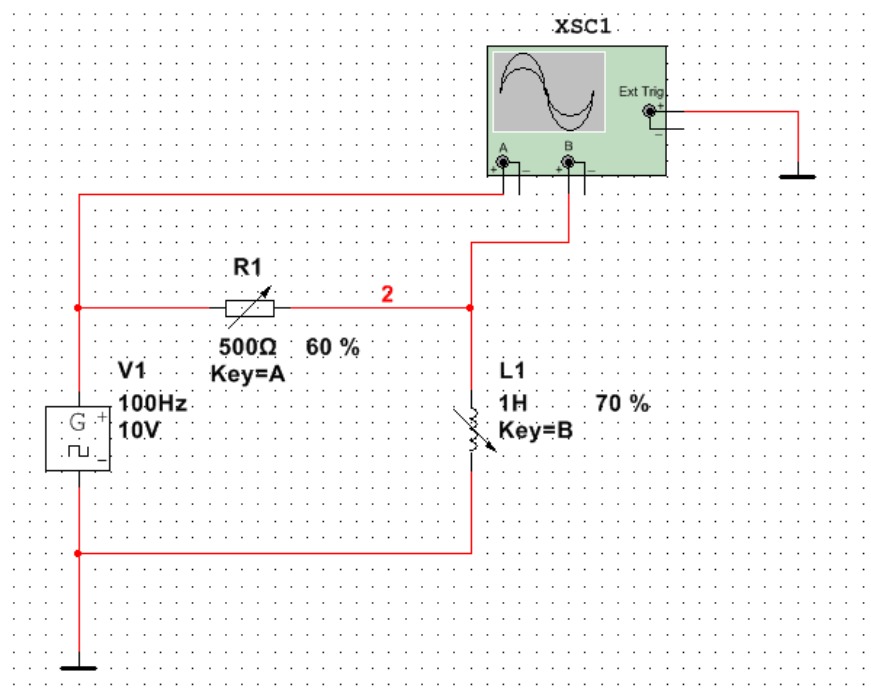 XSC1
Ext Trig
+
−
A
B
+
−
+
−
R1
2
500Ω 60 %
Key=A
V1
100Hz
10V
G
+
−
L1
1H 70 %
Key=B